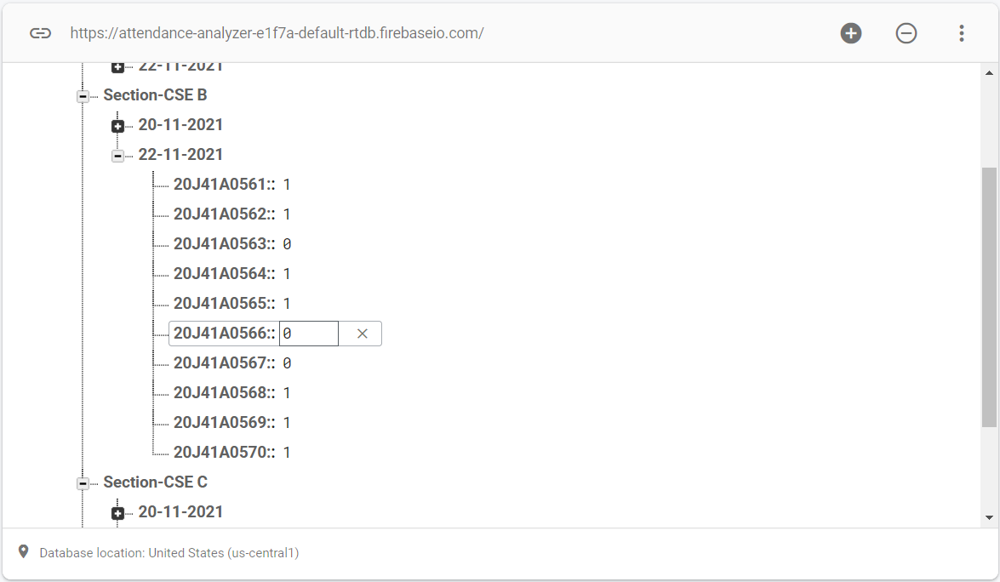 https://attendance-analyzer-e1f7a-default-rtdb.firebaseio.com/
22-11-2021
Section-CSE B
20-11-2021
22-11-2021
20J41A0561:: 1
20J41A0562:: 1
20J41A0563:: 0
20J41A0564:: 1
20J41A0565:: 1
20J41A0566:: 0
20J41A0567:: 0
20J41A0568:: 1
20J41A0569:: 1
20J41A0570:: 1
Section-CSE C
20-11-2021
Database location: United States (us-central1)